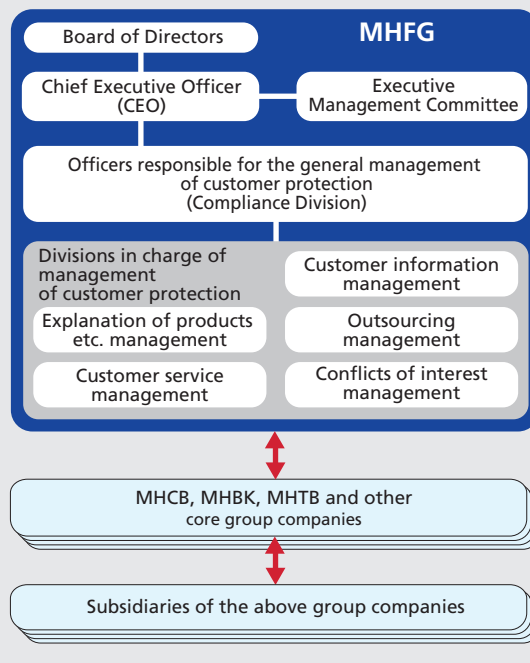 MHFG
Board of Directors
Chief Executive Officer
(CEO)
Executive
Management Committee
Officers responsible for the general management
of customer protection
(Compliance Division)
Divisions in charge of
management
of customer protection
Customer information
management
Explanation of products
etc. management
Outsourcing
management
Customer service
management
Conflicts of interest
management
MHCB, MHBK, MHTB and other
core group companies
Subsidiaries of the above group companies